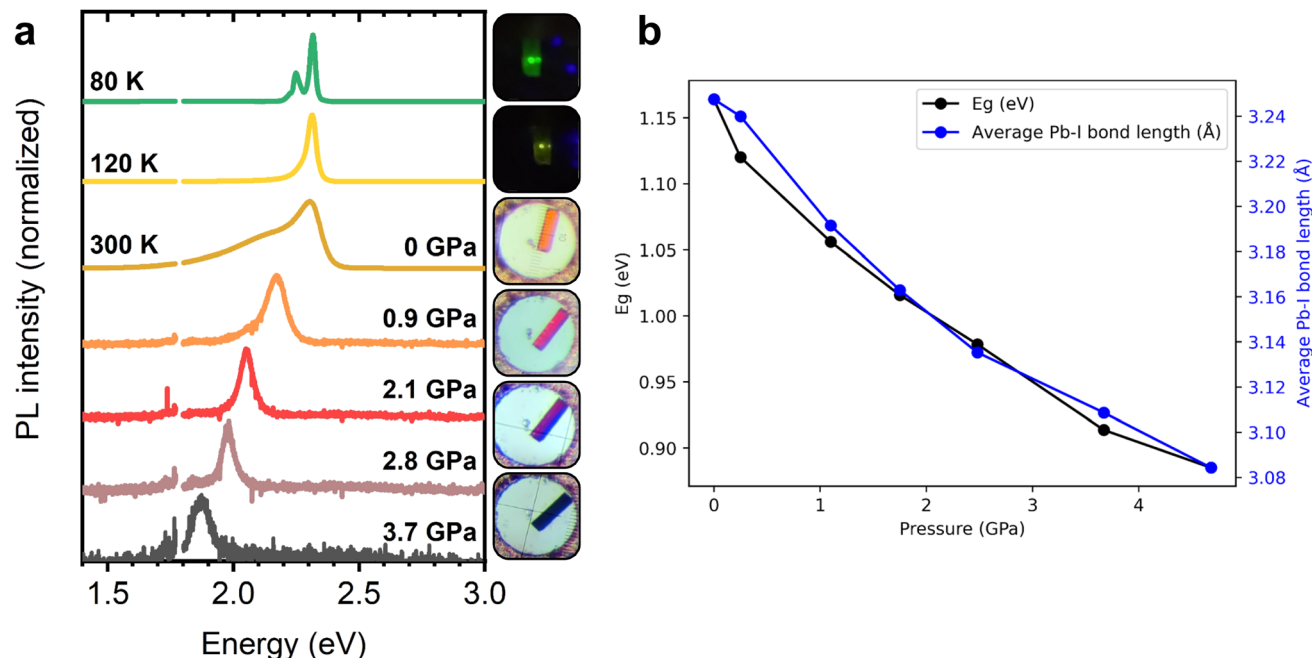 a
80 K
120 K
300 K
0 GPa
0.9 GPa
2.1 GPa
2.8 GPa
3.7 GPa
PL intensity (normalized)
1.5
2.0
2.5
3.0
Energy (eV)
b
Eg (eV)
Average Pb-I bond length (Å)
1.15
1.10
1.05
1.00
0.95
0.90
Eg (eV)
0
1
2
3
4
Pressure (GPa)
3.24
3.22
3.20
3.18
3.16
3.14
3.12
3.10
3.08
Average Pb-I bond length (Å)